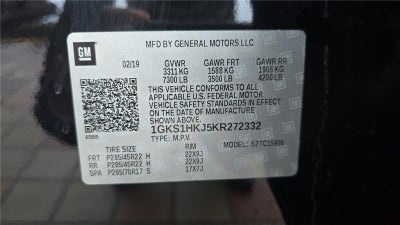 GM
MFD BY GENERAL MOTORS LLC
02/19 GVWR GAWR FRT GAWR RR
3311 KG 1588 KG 1905 KG
7300 LB 3500 LB 4200 LB
THIS VEHICLE CONFORMS TO ALL APPLICABLE
U.S. FEDERAL MOTOR
VEHICLE SAFETY STANDARDS IN EFFECT
ON THE DATE OF MANUFACTURE SHOWN ABOVE.
1GKS1HKJ5KR272332
TYPE: M.P.V.
TIRE SIZE RIM
FRT P285/45R22 H 22X9J
RR P285/45R22 H 22X9J
SPA P265/70R17 S 17X7J